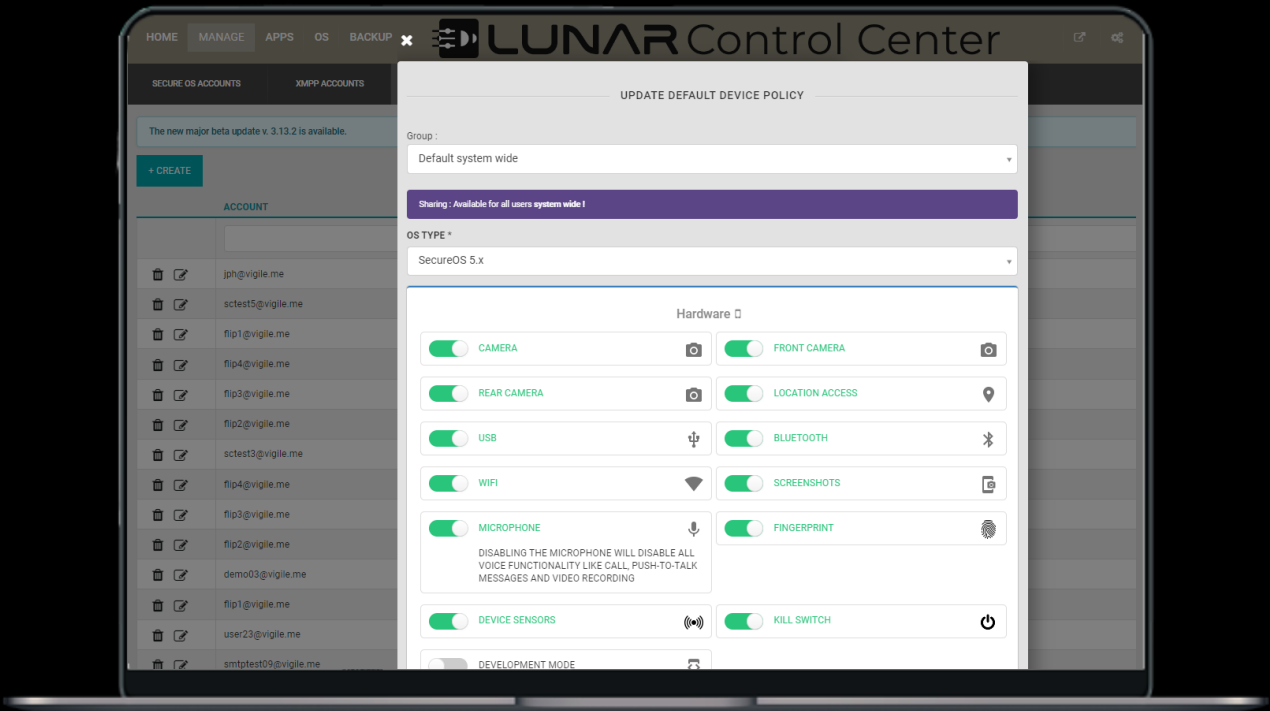 HOME MANAGE APPS OS BACKUP
LUNAR Control Center
SECURE OS ACCOUNTS XMPP ACCOUNTS
The new major beta update v. 3.13.2 is available.
+ CREATE
ACCOUNT
jph@vigile.me
sctest5@vigile.me
flip1@vigile.me
flip4@vigile.me
flip3@vigile.me
flip2@vigile.me
sctest3@vigile.me
flip4@vigile.me
flip3@vigile.me
flip2@vigile.me
demo03@vigile.me
flip1@vigile.me
user23@vigile.me
smtptest09@vigile.me
UPDATE DEFAULT DEVICE POLICY
Group :
Default system wide
Sharing : Available for all users system wide !
OS TYPE *
SecureOS 5.x
Hardware
CAMERA FRONT CAMERA
REAR CAMERA LOCATION ACCESS
USB BLUETOOTH
WIFI SCREENSHOTS
MICROPHONE FINGERPRINT
DISABLING THE MICROPHONE WILL DISABLE ALL
VOICE FUNCTIONALITY LIKE CALL, PUSH-TO-TALK
MESSAGES AND VIDEO RECORDING
DEVICE SENSORS KILL SWITCH
DEVELOPMENT MODE